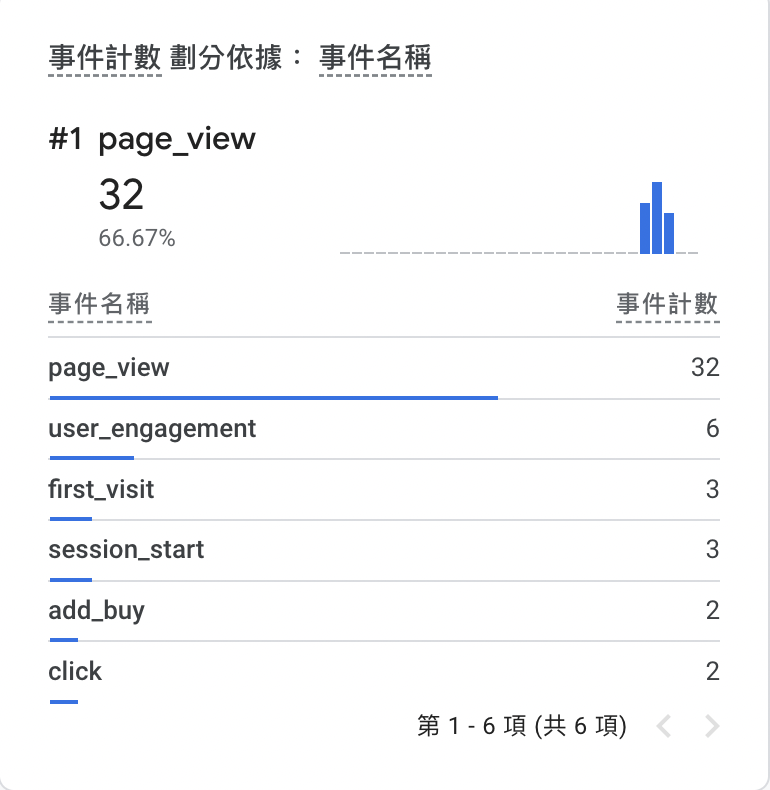 事件計數 劃分依據： 事件名稱
#1 page_view
32
66.67%
事件名稱 事件計數
page_view 32
user_engagement 6
first_visit 3
session_start 3
add_buy 2
click 2
第 1 - 6 項 (共 6 項)